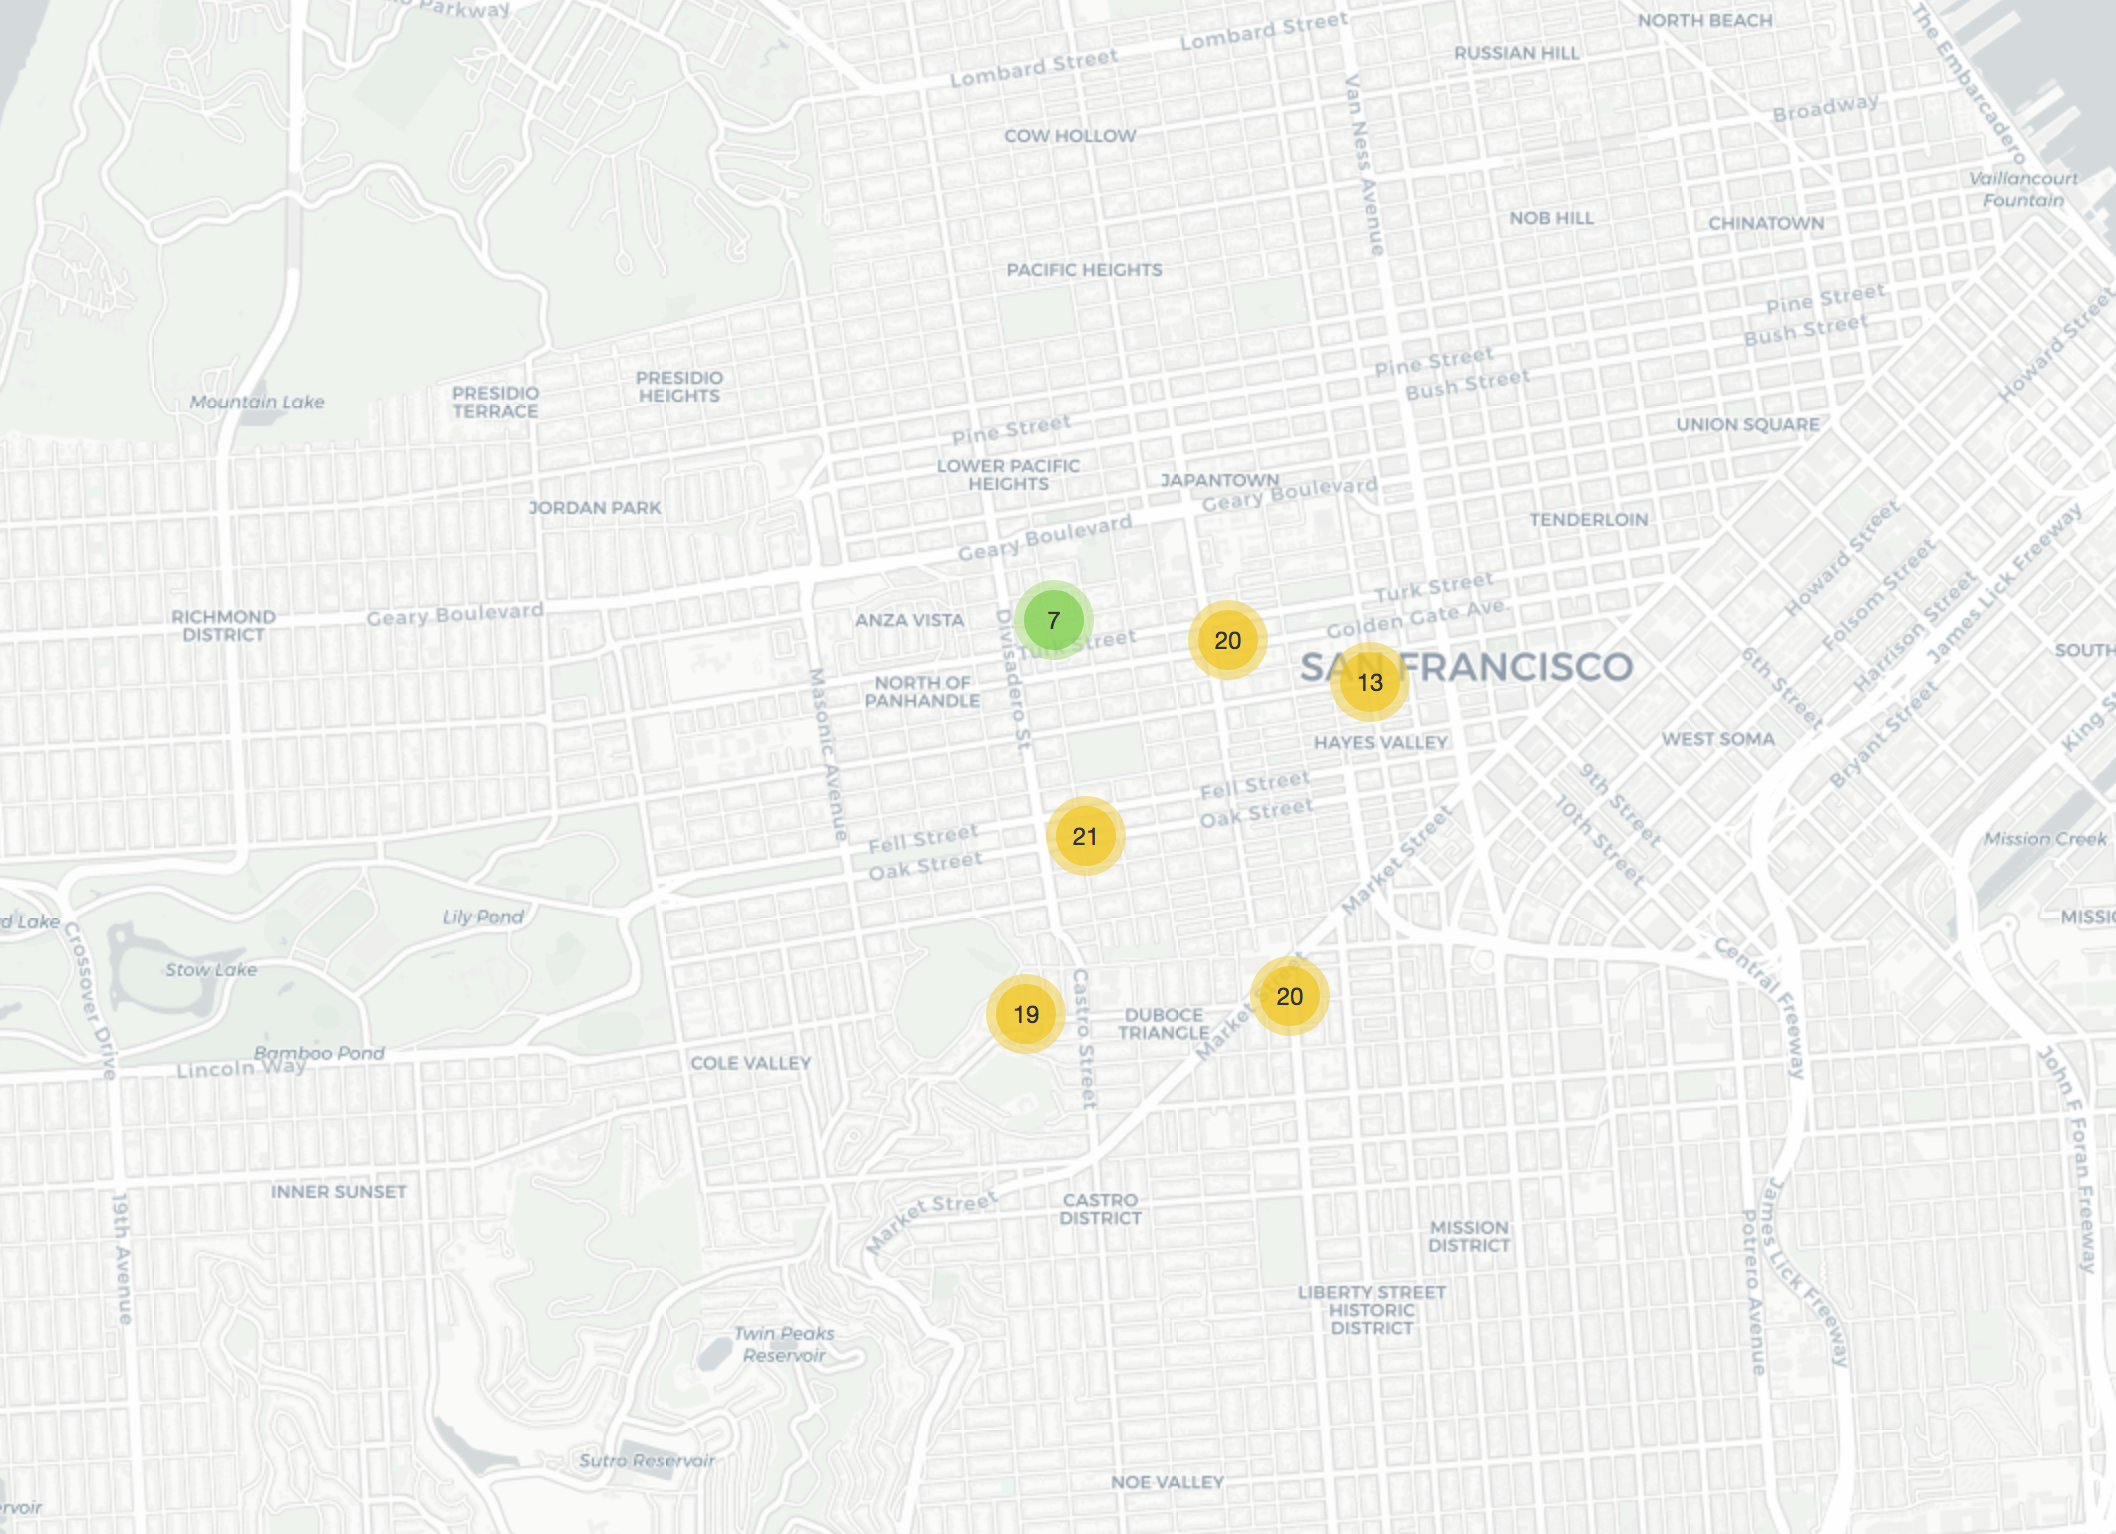 Parkway
NORTH BEACH
The Embarcadero
Lombard Street
Lombard Street
RUSSIAN HILL
Van Ness Avenue
Broadway
COW HOLLOW
Vaillancourt
Fountain
NOB HILL
CHINATOWN
PACIFIC HEIGHTS
Pine Street
Bush Street
Howard Street
Pine Street
Bush Street
PRESIDIO
HEIGHTS
PRESIDIO
TERRACE
Mountain Lake
UNION SQUARE
Pine Street
LOWER PACIFIC
HEIGHTS
JAPANTOWN
Geary Boulevard
JORDAN PARK
TENDERLOIN
Geary Boulevard
Howard Street
Folsom Street
Harrison Street
James Lick Freeway
RICHMOND
DISTRICT
Geary Boulevard
ANZA VISTA
7
Divisadero St.
Turk Street
20
Turk Street
Golden Gate Ave.
SAN FRANCISCO
13
6th Street
SOUTH
King S
Bryant Street
NORTH OF
PANHANDLE
Masonic Avenue
HAYES VALLEY
WEST SOMA
Fell Street
Oak Street
9th Street
10th Street
21
Fell Street
Oak Street
Market Street
Mission Creek
Lily Pond
d Lake
Crossover Drive
MISSIO
Stow Lake
Central Freeway
19
20
Castro Street
DUBOCE
TRIANGLE
Market Street
Bamboo Pond
Lincoln Way
COLE VALLEY
John F Foran Freeway
INNER SUNSET
19th Avenue
Market Street
CASTRO
DISTRICT
MISSION
DISTRICT
Potrero Avenue
James Lick Freeway
LIBERTY STREET
HISTORIC
DISTRICT
Twin Peaks
Reservoir
Sutro Reservoir
NOE VALLEY
ervoir